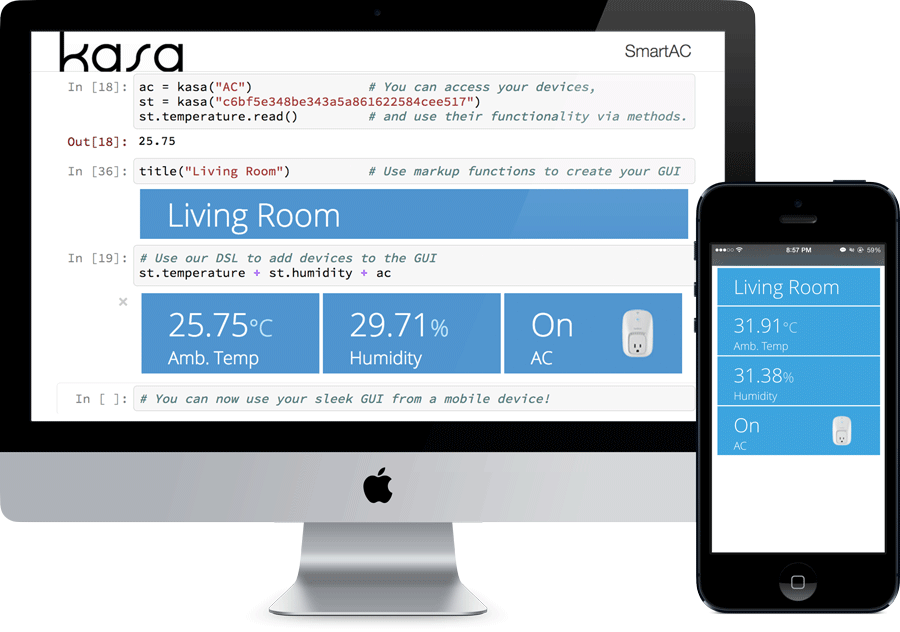 kasa
SmartAC
In [18]: ac = kasa("AC") # You can access your devices,
st = kasa("c6bf5e348be343a5a861622584cee517")
st.temperature.read() # and use their functionality via methods.
Out[18]: 25.75
In [36]: title("Living Room") # Use markup functions to create your GUI
Living Room
In [19]: # Use our DSL to add devices to the GUI
st.temperature + st.humidity + ac
×
25.75°C
Amb. Temp
29.71%
Humidity
On
AC
In [ ]: # You can now use your sleek GUI from a mobile device!
8:57 PM
59%
Living Room
31.91°C
Amb. Temp
31.38%
Humidity
On
AC